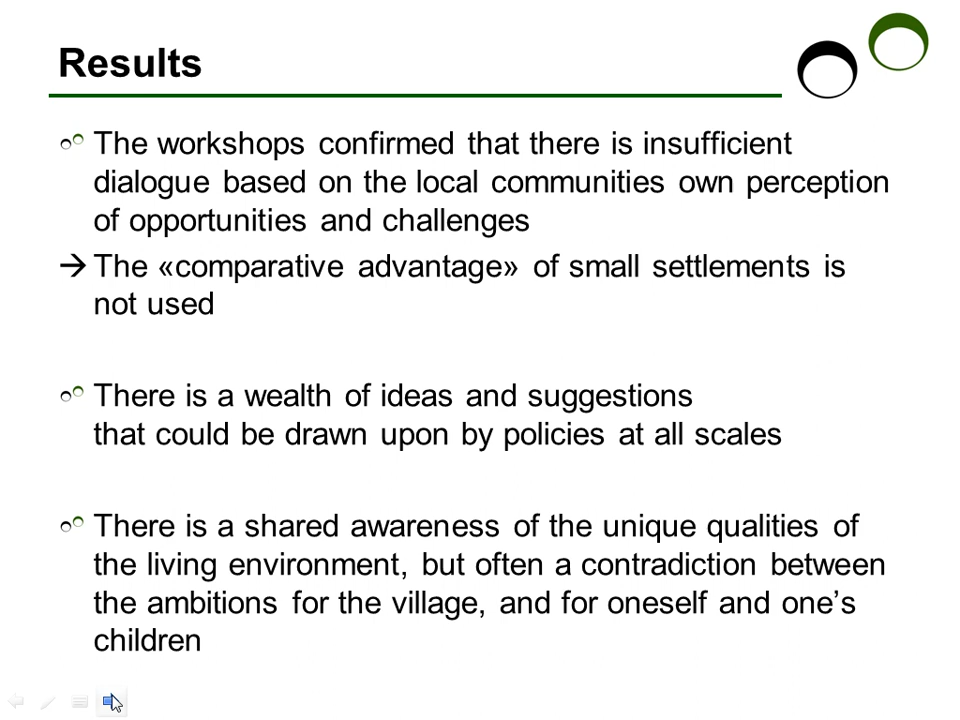 Results
The workshops confirmed that there is insufficient
dialogue based on the local communities own perception
of opportunities and challenges
→ The «comparative advantage» of small settlements is
not used
There is a wealth of ideas and suggestions
that could be drawn upon by policies at all scales
There is a shared awareness of the unique qualities of
the living environment, but often a contradiction between
the ambitions for the village, and for oneself and one’s
children